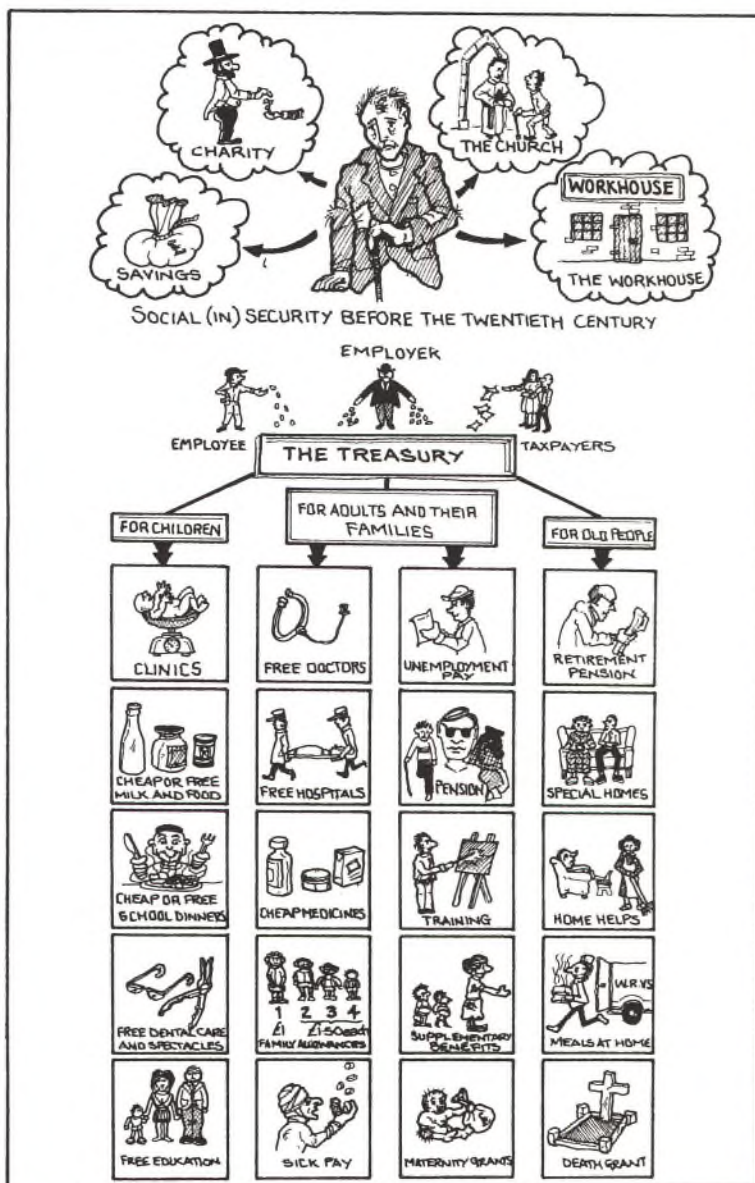 CHARITY
THE CHURCH
SAVINGS
WORKHOUSE
THE WORKHOUSE
SOCIAL (IN) SECURITY BEFORE THE TWENTIETH CENTURY
EMPLOYER
EMPLOYEE
TAXPAYERS
THE TREASURY
FOR CHILDREN
FOR ADULTS AND THEIR
FAMILIES
FOR OLD PEOPLE
CLINICS
FREE DOCTORS
UNEMPLOYMENT
PAY
RETIREMENT
PENSION
CHEAP OR FREE
MILK AND FOOD
FREE HOSPITALS
PENSION
SPECIAL HOMES
CHEAP OR FREE
SCHOOL DINNERS
CHEAP MEDICINES
TRAINING
HOME HELPS
FREE DENTAL CARE
AND SPECTACLES
1 2 3 4
£1 £1·50 each
FAMILY ALLOWANCES
SUPPLEMENTARY
BENEFITS
W.R.V.S
MEALS AT HOME
FREE EDUCATION
SICK PAY
MATERNITY GRANTS
DEATH GRANT